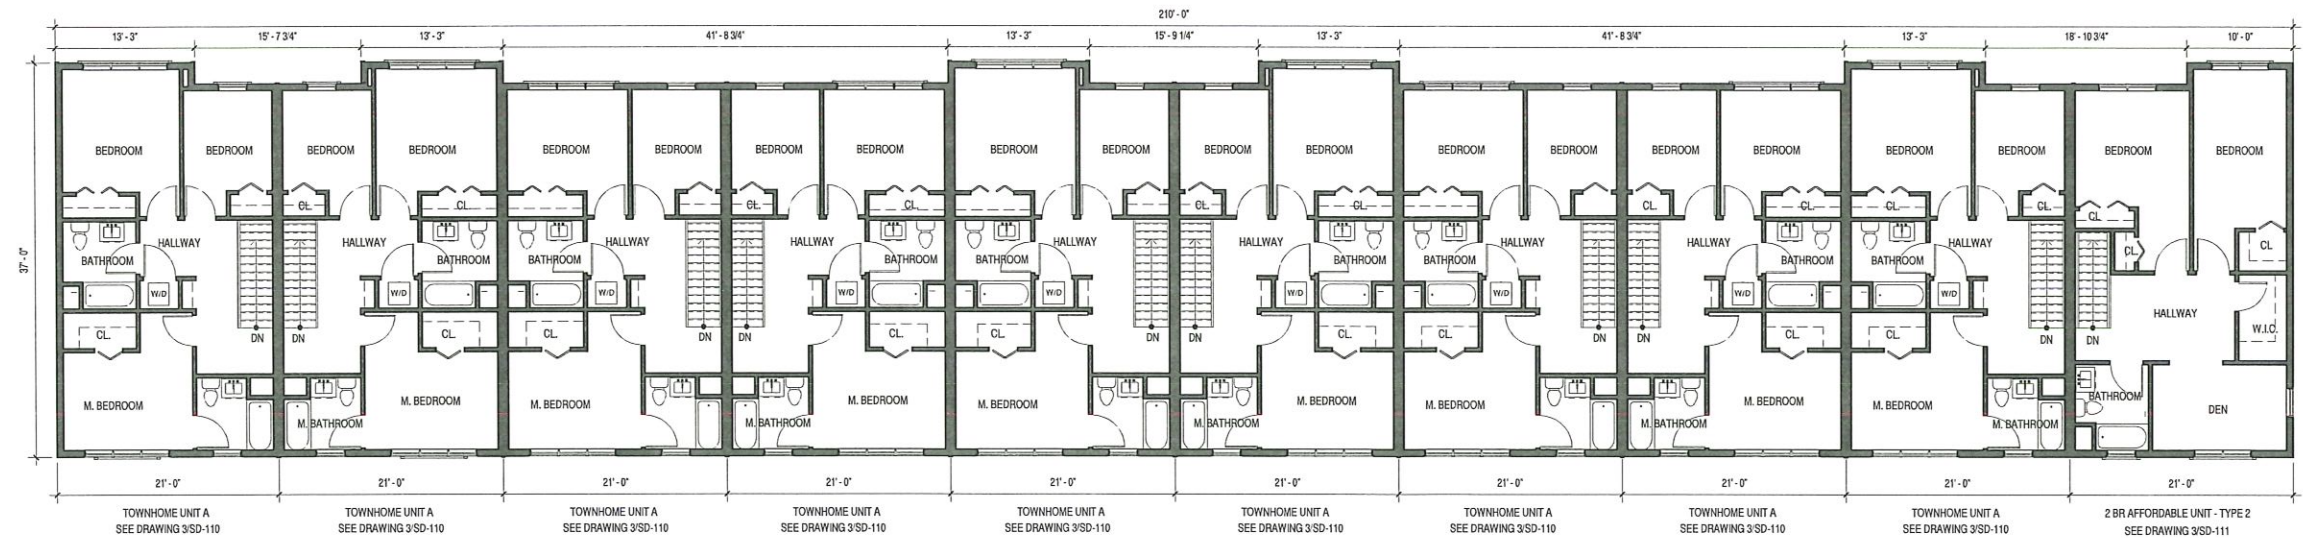 210' - 0"
13' - 3" 15' - 7 3/4" 13' - 3" 41' - 8 3/4" 13' - 3" 15' - 9 1/4" 13' - 3" 41' - 8 3/4" 13' - 3" 18' - 10 3/4" 10' - 0"
37' - 0"
BEDROOM BEDROOM BEDROOM BEDROOM BEDROOM BEDROOM BEDROOM BEDROOM BEDROOM BEDROOM BEDROOM BEDROOM BEDROOM BEDROOM BEDROOM BEDROOM BEDROOM BEDROOM BEDROOM BEDROOM
CL. CL. CL. CL. CL. CL. CL. CL. CL. CL. CL.
HALLWAY HALLWAY HALLWAY HALLWAY HALLWAY HALLWAY HALLWAY HALLWAY HALLWAY CL. CL
BATHROOM BATHROOM BATHROOM BATHROOM BATHROOM BATHROOM BATHROOM BATHROOM BATHROOM
W/D W/D W/D W/D W/D W/D W/D W/D W/D
HALLWAY
W.I.C.
CL. CL. CL. CL. CL. CL. CL. CL. CL.
DN DN DN DN DN DN DN DN DN DN
M. BEDROOM M. BEDROOM M. BEDROOM M. BEDROOM M. BEDROOM M. BEDROOM M. BEDROOM M. BEDROOM M. BEDROOM BATHROOM DEN
M. BATHROOM M. BATHROOM M. BATHROOM M. BATHROOM M. BATHROOM
21' - 0" 21' - 0" 21' - 0" 21' - 0" 21' - 0" 21' - 0" 21' - 0" 21' - 0" 21' - 0" 21' - 0"
TOWNHOME UNIT A TOWNHOME UNIT A TOWNHOME UNIT A TOWNHOME UNIT A TOWNHOME UNIT A TOWNHOME UNIT A TOWNHOME UNIT A TOWNHOME UNIT A TOWNHOME UNIT A 2 BR AFFORDABLE UNIT - TYPE 2
SEE DRAWING 3/SD-110 SEE DRAWING 3/SD-110 SEE DRAWING 3/SD-110 SEE DRAWING 3/SD-110 SEE DRAWING 3/SD-110 SEE DRAWING 3/SD-110 SEE DRAWING 3/SD-110 SEE DRAWING 3/SD-110 SEE DRAWING 3/SD-110 SEE DRAWING 3/SD-111